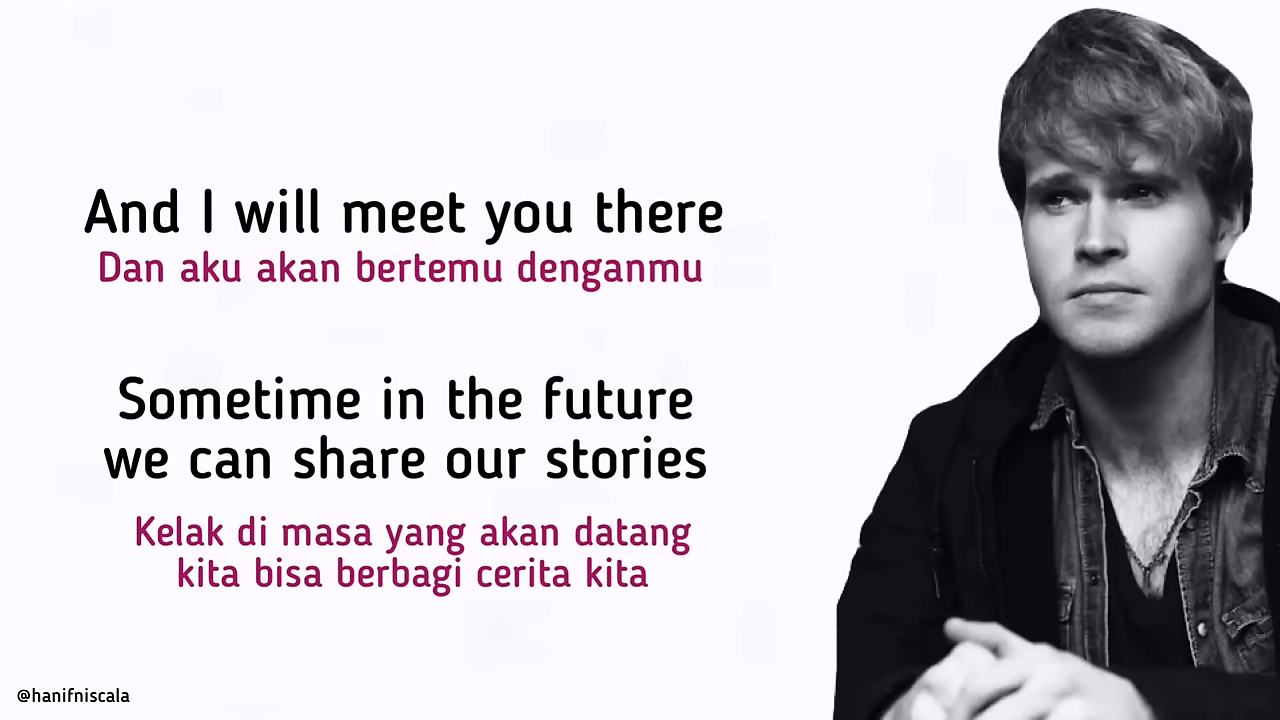 And I will meet you there
Dan aku akan bertemu denganmu
Sometime in the future
we can share our stories
Kelak di masa yang akan datang
kita bisa berbagi cerita kita
@hanifniscala